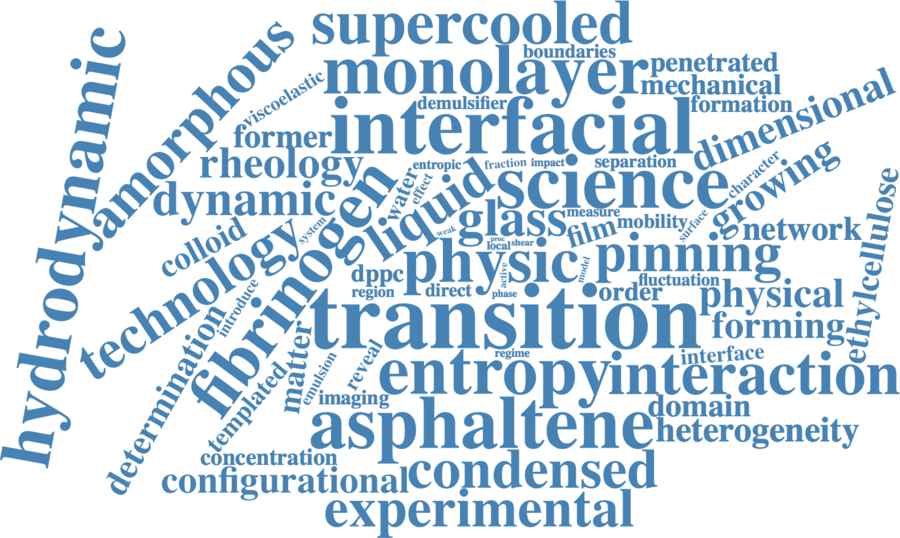 supercooled
boundaries
monolayer
penetrated
mechanical
hydrodynamic
amorphous
viscoelastic
demulsifier
formation
dimensional
former
interfacial
rheology
entropic
fraction
impact
separation
character
growing
dynamic
water
effect
liquid
science
glass
measure
film
mobility
surface
network
ethylcellulose
colloid
system
technology
fibrinogen
weak
proc
local
shear
physic
active
model
pinning
dppc
region
direct
phase
order
fluctuation
physical
introduce
determination
transition
forming
matter
emulsion
reveal
regime
interface
templated
imaging
entropy
interaction
asphaltene
domain
heterogeneity
concentration
configurational
condensed
experimental